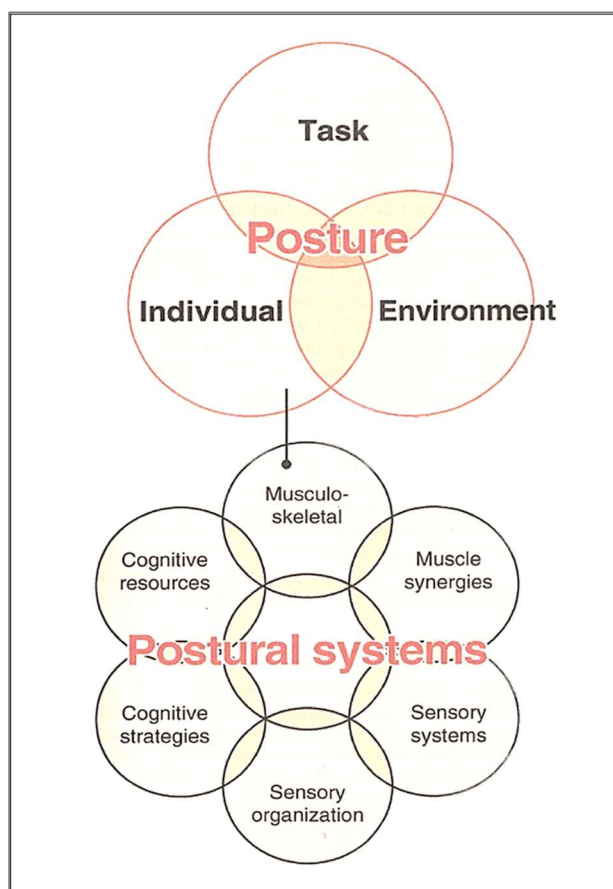 Task
Posture
Individual
Environment
Musculo-
skeletal
Cognitive
resources
Muscle
synergies
Postural systems
Cognitive
strategies
Sensory
systems
Sensory
organization